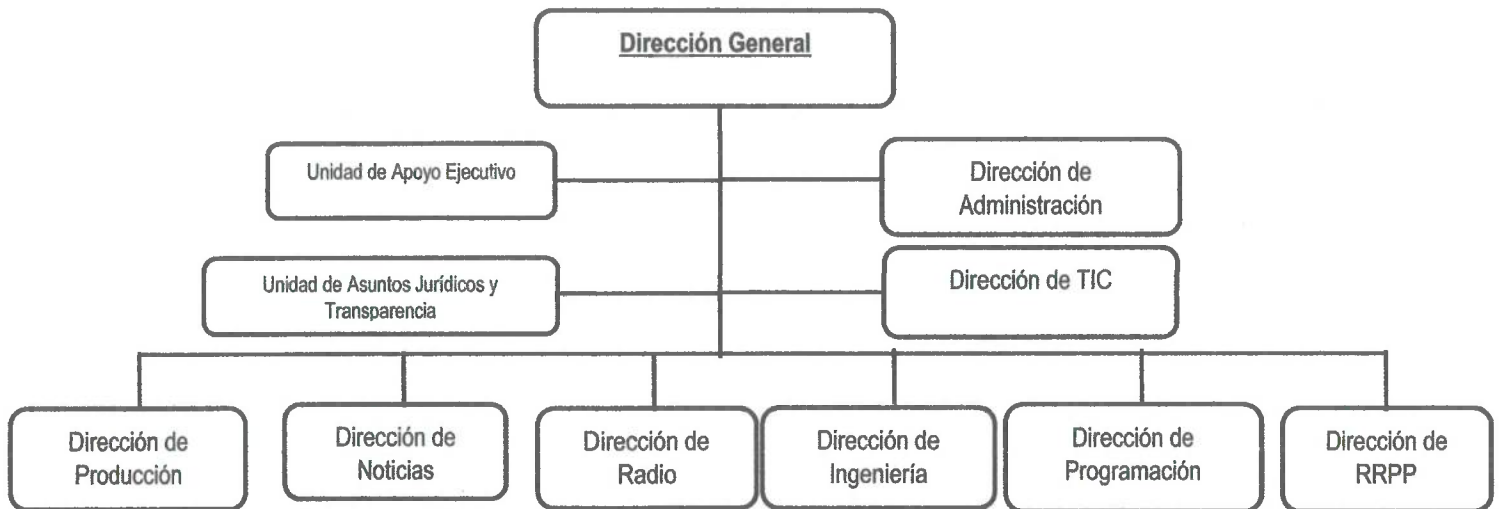 Dirección General
Unidad de Apoyo Ejecutivo
Dirección de
Administración
Unidad de Asuntos Jurídicos y
Transparencia
Dirección de TIC
Dirección de
Producción
Dirección de
Noticias
Dirección de
Radio
Dirección de
Ingeniería
Dirección de
Programación
Dirección de
RRPP